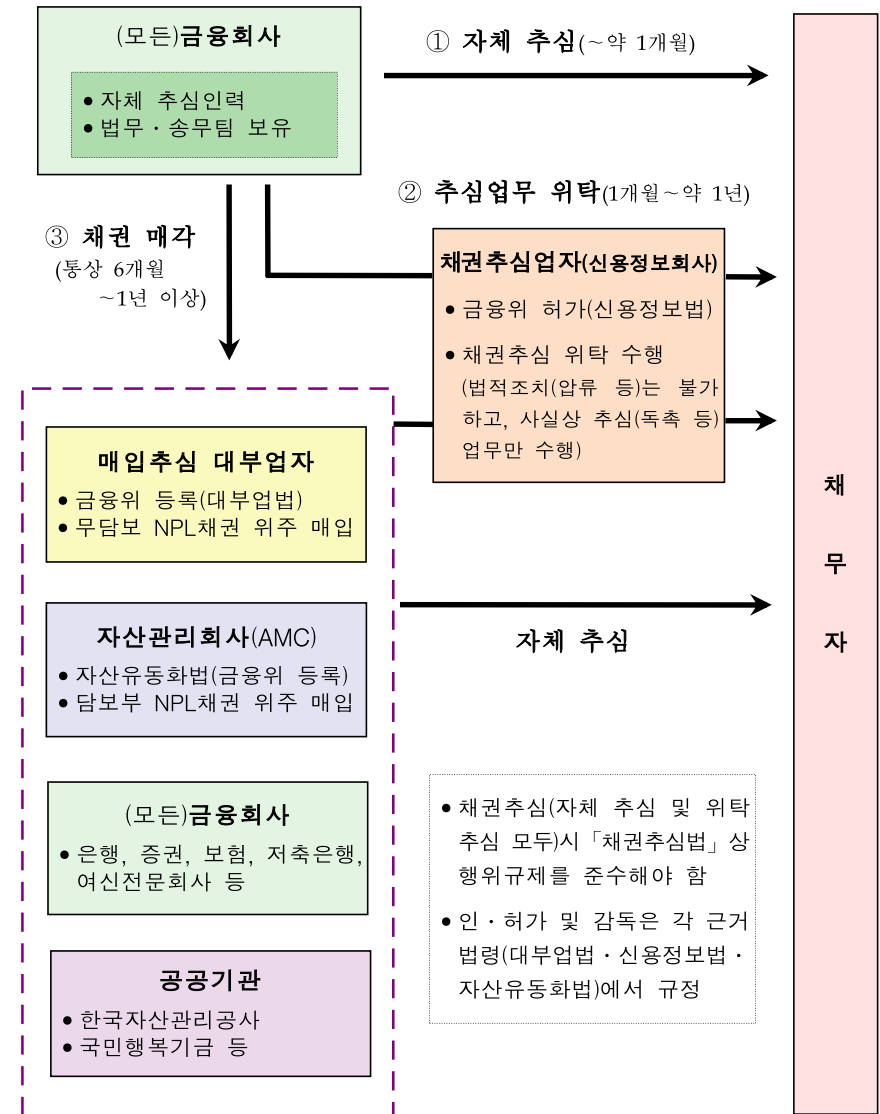 (모든)금융회사
• 자체 추심인력
• 법무·송무팀 보유
① 자체 추심(~약 1개월)
② 추심업무 위탁(1개월~약 1년)
③ 채권 매각
(통상 6개월
~1년 이상)
채권추심업자(신용정보회사)
• 금융위 허가(신용정보법)
• 채권추심 위탁 수행
(법적조치(압류 등)는 불가
하고, 사실상 추심(독촉 등)
업무만 수행)
매입추심 대부업자
• 금융위 등록(대부업법)
• 무담보 NPL채권 위주 매입
자산관리회사(AMC)
• 자산유동화법(금융위 등록)
• 담보부 NPL채권 위주 매입
자체 추심
(모든)금융회사
• 은행, 증권, 보험, 저축은행,
여신전문회사 등
공공기관
• 한국자산관리공사
• 국민행복기금 등
• 채권추심(자체 추심 및 위탁
추심 모두)시 「채권추심법」상
행위규제를 준수해야 함
• 인·허가 및 감독은 각 근거
법령(대부업법·신용정보법·
자산유동화법)에서 규정
채
무
자